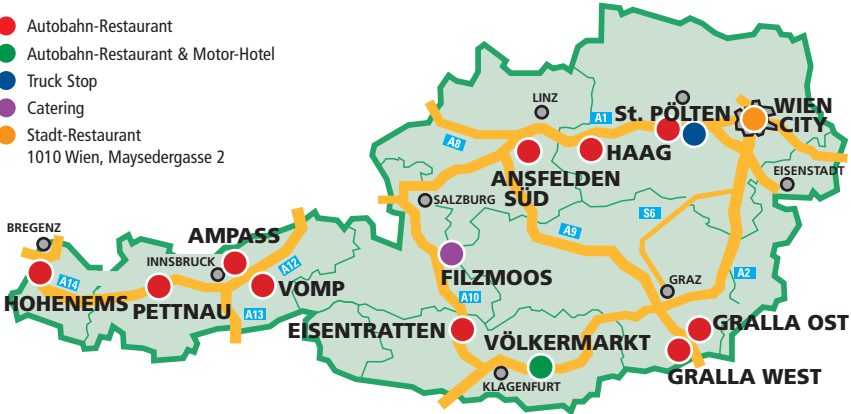 Autobahn-Restaurant
Autobahn-Restaurant & Motor-Hotel
Truck Stop
Catering
Stadt-Restaurant
1010 Wien, Maysedergasse 2
LINZ
A1
St. PÖLTEN
WIEN
CITY
A8
HAAG
ANSFELDEN
SÜD
EISENSTADT
SALZBURG
S6
A9
BREGENZ
AMPASS
INNSBRUCK
A12
A14
HOHENEMS
PETTNAU
VOMP
A13
FILZMOOS
A10
GRAZ
A2
EISENTRATTEN
VÖLKERMARKT
GRALLA OST
KLAGENFURT
GRALLA WEST